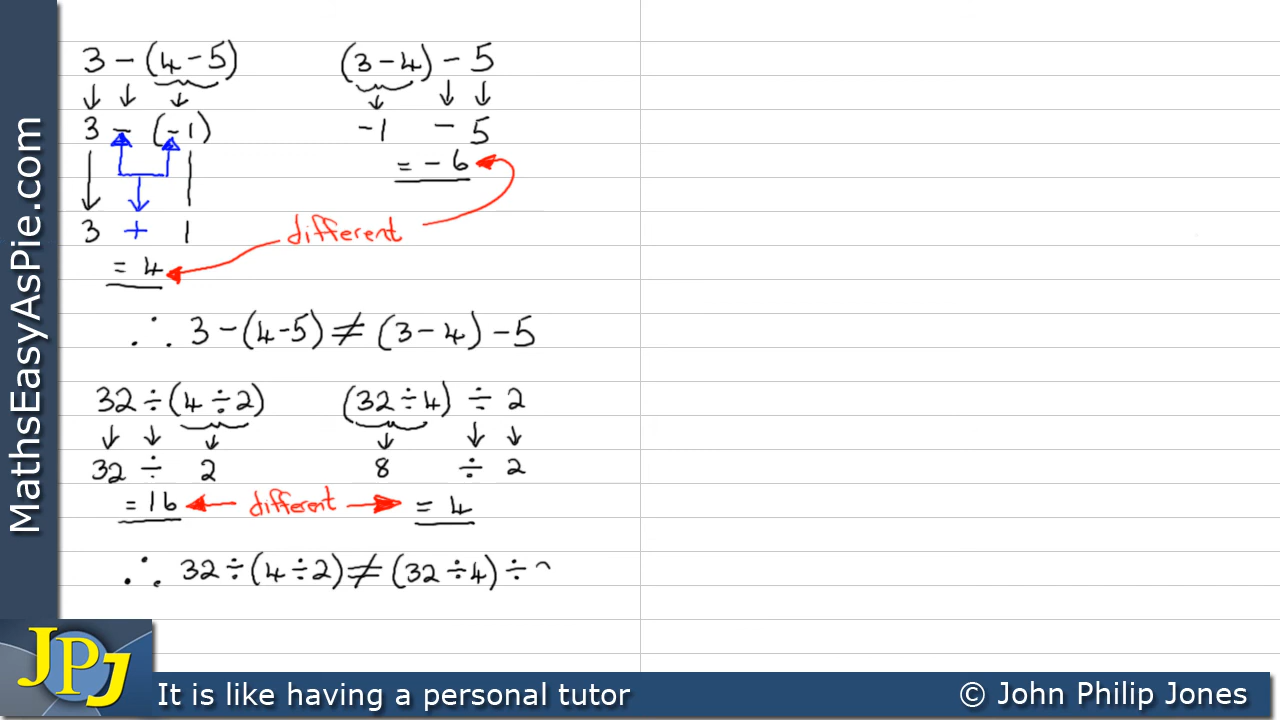 MathsEasyAsPie.com
3 − (4 − 5)
3 − (−1)
3 + 1
= 4
(3 − 4) − 5
−1 − 5
= − 6
different
∴ 3 − (4 − 5) ≠ (3 − 4) − 5
32 ÷ (4 ÷ 2)
32 ÷ 2
= 16
(32 ÷ 4) ÷ 2
8 ÷ 2
= 4
different
∴ 32 ÷ (4 ÷ 2) ≠ (32 ÷ 4) ÷
JPJ
It is like having a personal tutor
© John Philip Jones